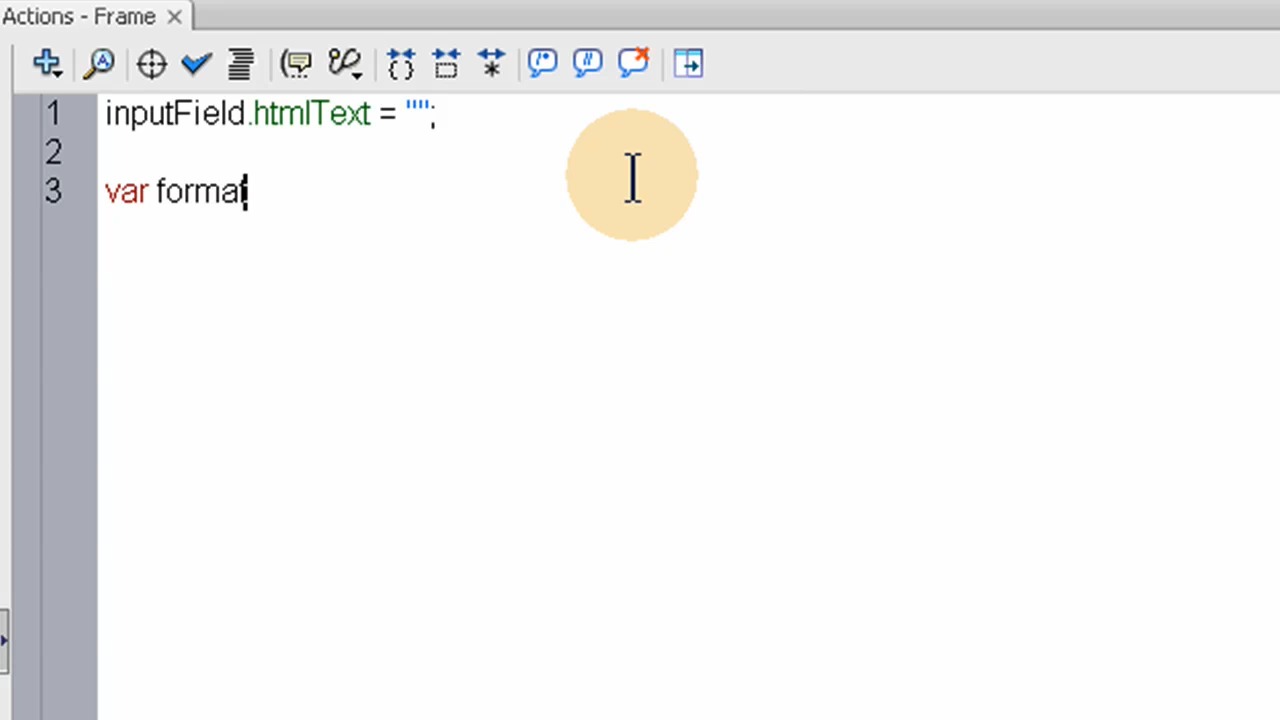 Actions - Frame
1 inputField.htmlText = "";
2
3 var format